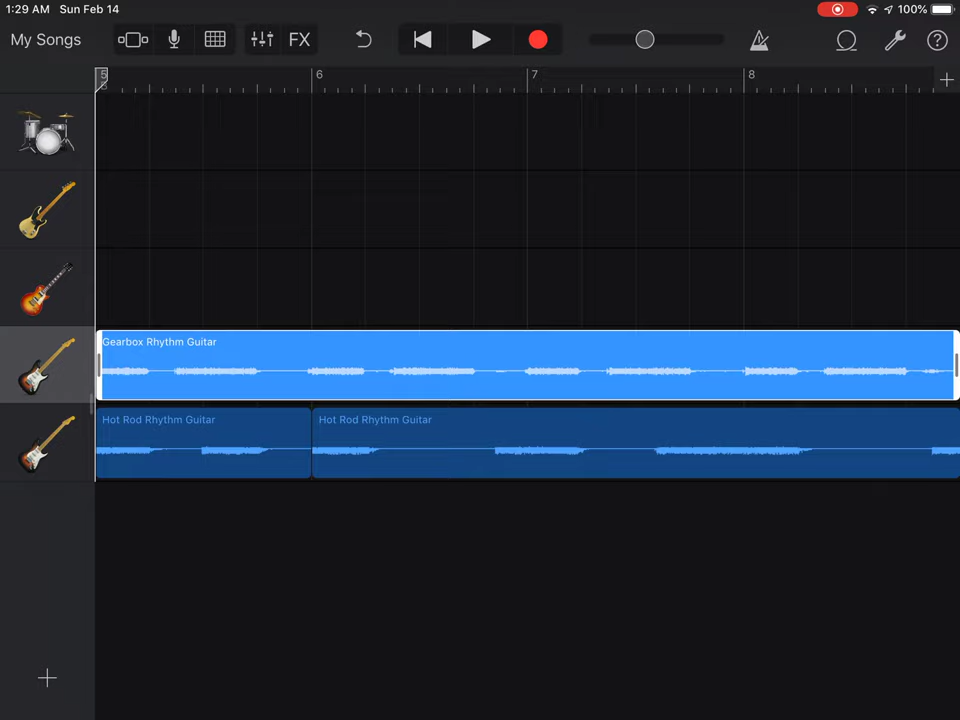 1:29 AM Sun Feb 14
100%
My Songs
FX
?
5
6
7
8
Gearbox Rhythm Guitar
Hot Rod Rhythm Guitar
Hot Rod Rhythm Guitar